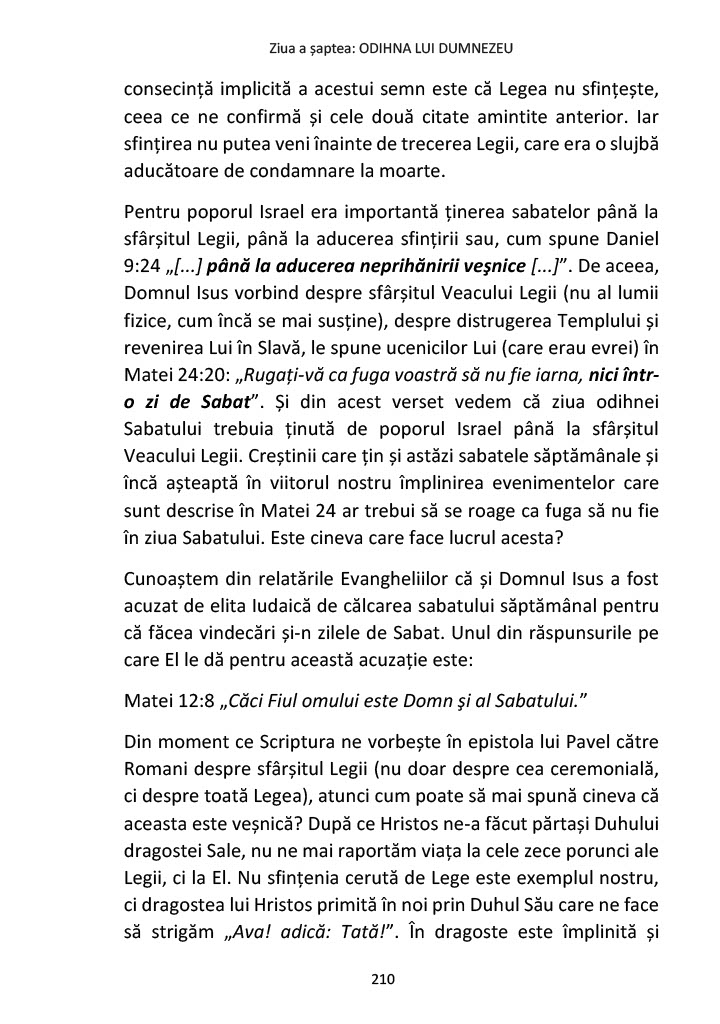 Ziua a șaptea: ODIHNA LUI DUMNEZEU
consecință implicită a acestui semn este că Legea nu sfințește,
ceea ce ne confirmă și cele două citate amintite anterior. Iar
sfințirea nu putea veni înainte de trecerea Legii, care era o slujbă
aducătoare de condamnare la moarte.
Pentru poporul Israel era importantă ținerea sabatelor până la
sfârșitul Legii, până la aducerea sfințirii sau, cum spune Daniel
9:24 „[...] până la aducerea neprihănirii veşnice [...]”. De aceea,
Domnul Isus vorbind despre sfârșitul Veacului Legii (nu al lumii
fizice, cum încă se mai susține), despre distrugerea Templului și
revenirea Lui în Slavă, le spune ucenicilor Lui (care erau evrei) în
Matei 24:20: „Rugați-vă ca fuga voastră să nu fie iarna, nici într-
o zi de Sabat”. Și din acest verset vedem că ziua odihnei
Sabatului trebuia ținută de poporul Israel până la sfârșitul
Veacului Legii. Creștinii care țin și astăzi sabatele săptămânale și
încă așteaptă în viitorul nostru împlinirea evenimentelor care
sunt descrise în Matei 24 ar trebui să se roage ca fuga să nu fie
în ziua Sabatului. Este cineva care face lucrul acesta?
Cunoaștem din relatările Evangheliilor că și Domnul Isus a fost
acuzat de elita Iudaică de călcarea sabatului săptămânal pentru
că făcea vindecări și-n zilele de Sabat. Unul din răspunsurile pe
care El le dă pentru această acuzație este:
Matei 12:8 „Căci Fiul omului este Domn şi al Sabatului.”
Din moment ce Scriptura ne vorbește în epistola lui Pavel către
Romani despre sfârșitul Legii (nu doar despre cea ceremonială,
ci despre toată Legea), atunci cum poate să mai spună cineva că
aceasta este veșnică? După ce Hristos ne-a făcut părtași Duhului
dragostei Sale, nu ne mai raportăm viața la cele zece porunci ale
Legii, ci la El. Nu sfințenia cerută de Lege este exemplul nostru,
ci dragostea lui Hristos primită în noi prin Duhul Său care ne face
să strigăm „Ava! adică: Tată!”. În dragoste este împlinită și
210